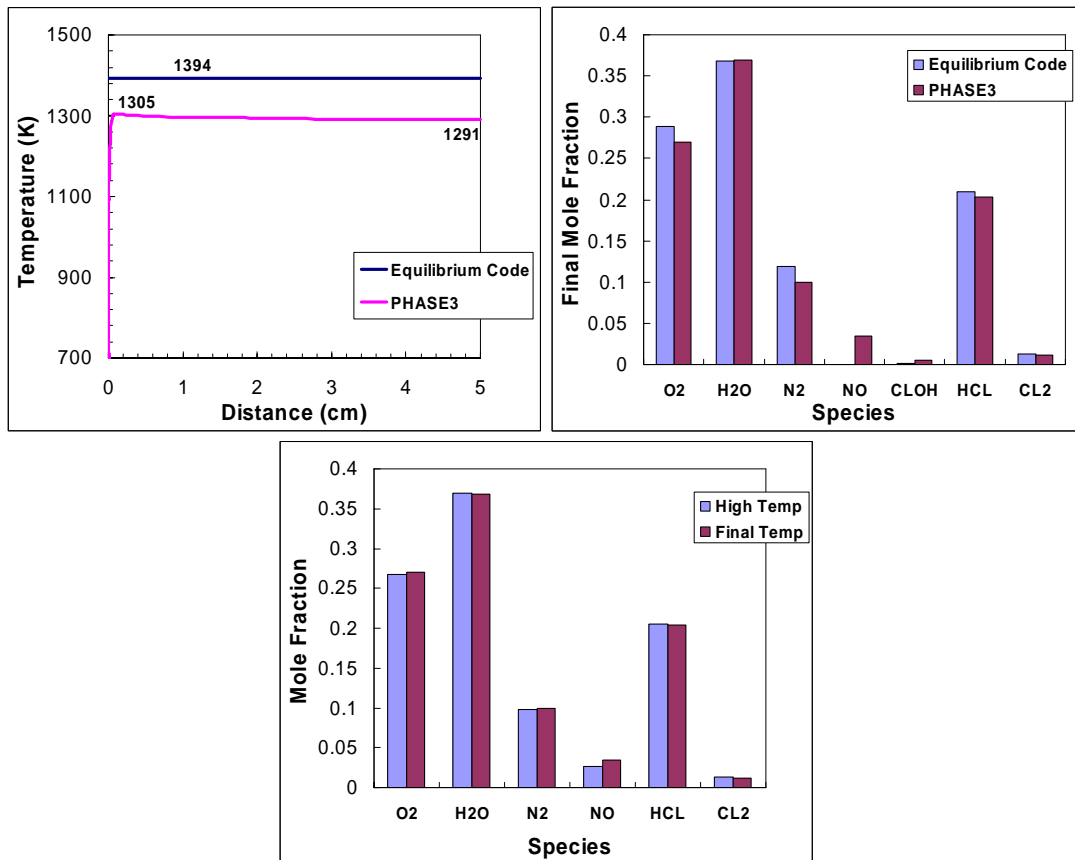 1500
1300
1100
900
700
Temperature (K)
1394
1305
1291
Equilibrium Code
PHASE3
0 1 2 3 4 5
Distance (cm)
0.4
0.35
0.3
0.25
0.2
0.15
0.1
0.05
0
Final Mole Fraction
Equilibrium Code
PHASE3
O2 H2O N2 NO CLOH HCL CL2
Species
0.4
0.35
0.3
0.25
0.2
0.15
0.1
0.05
0
Mole Fraction
High Temp
Final Temp
O2 H2O N2 NO HCL CL2
Species